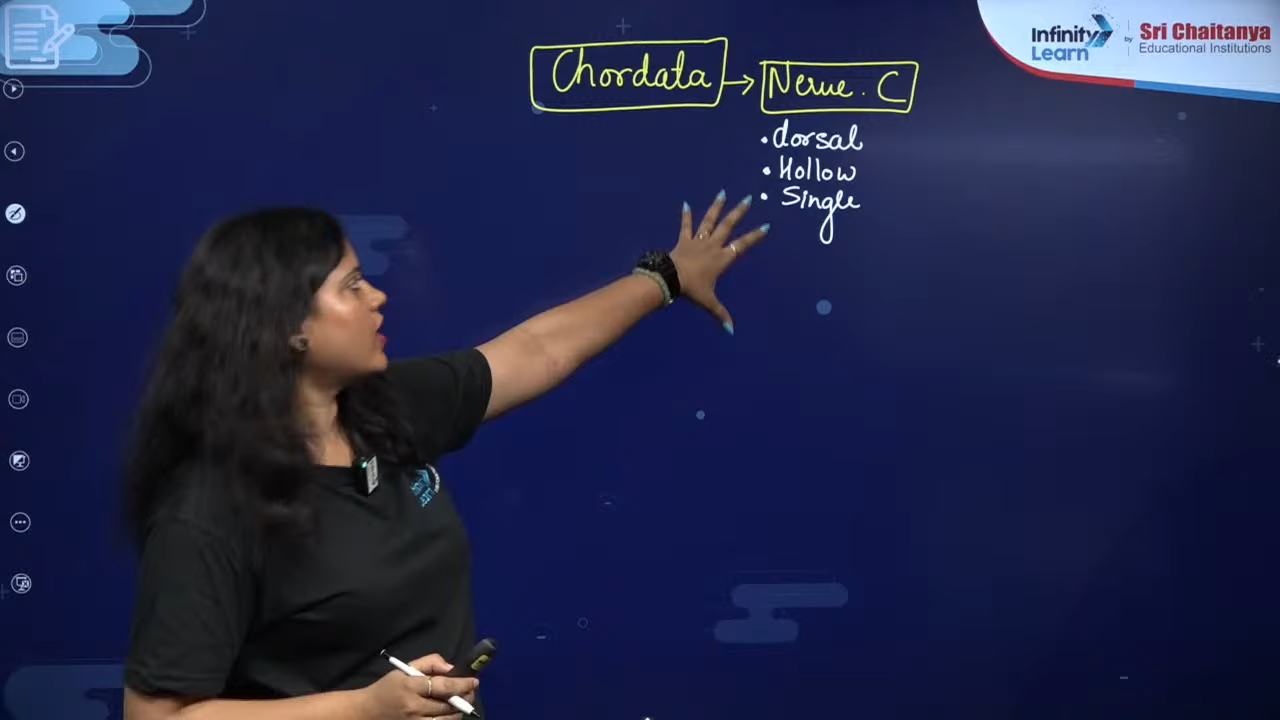 Infinity Learn by Sri Chaitanya Educational Institutions
Chordata → Nerve. C
• dorsal
• Hollow
• Single